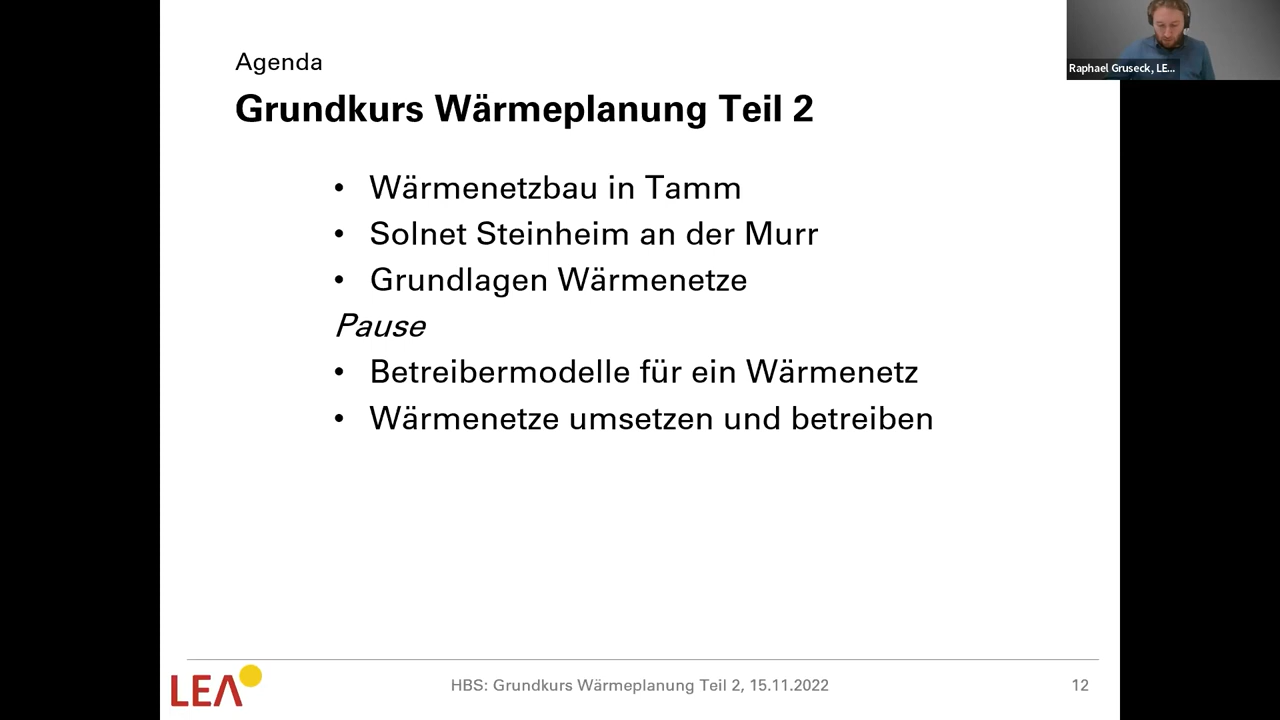 Agenda
Grundkurs Wärmeplanung Teil 2
• Wärmenetzbau in Tamm
• Solnet Steinheim an der Murr
• Grundlagen Wärmenetze
Pause
• Betreibermodelle für ein Wärmenetz
• Wärmenetze umsetzen und betreiben
Raphael Gruseck, LE...
LEA
HBS: Grundkurs Wärmeplanung Teil 2, 15.11.2022
12